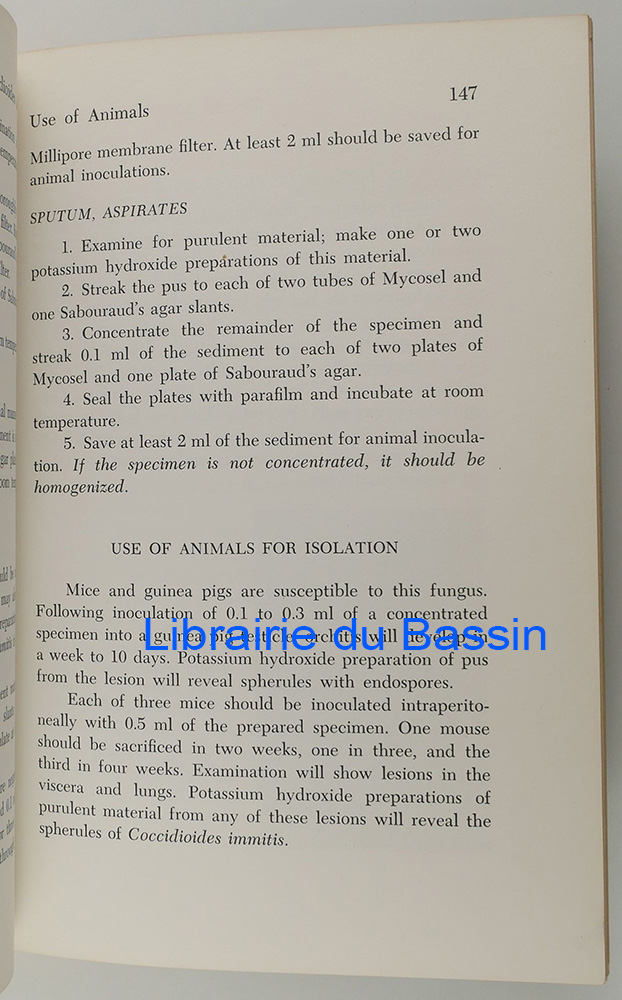 Use of Animals 147
Millipore membrane filter. At least 2 ml should be saved for
animal inoculations.
SPUTUM, ASPIRATES
1. Examine for purulent material; make one or two
potassium hydroxide preparations of this material.
2. Streak the pus to each of two tubes of Mycosel and
one Sabouraud's agar slants.
3. Concentrate the remainder of the specimen and
streak 0.1 ml of the sediment to each of two plates of
Mycosel and one plate of Sabouraud's agar.
4. Seal the plates with parafilm and incubate at room
temperature.
5. Save at least 2 ml of the sediment for animal inocula-
tion. If the specimen is not concentrated, it should be
homogenized.
USE OF ANIMALS FOR ISOLATION
Mice and guinea pigs are susceptible to this fungus.
Following inoculation of 0.1 to 0.3 ml of a concentrated
specimen into a guinea pig testicle, orchitis will develop in
Librairie du Bassin
a week to 10 days. Potassium hydroxide preparation of pus
from the lesion will reveal spherules with endospores.
Each of three mice should be inoculated intraperito-
neally with 0.5 ml of the prepared specimen. One mouse
should be sacrificed in two weeks, one in three, and the
third in four weeks. Examination will show lesions in the
viscera and lungs. Potassium hydroxide preparations of
purulent material from any of these lesions will reveal the
spherules of Coccidioides immitis.